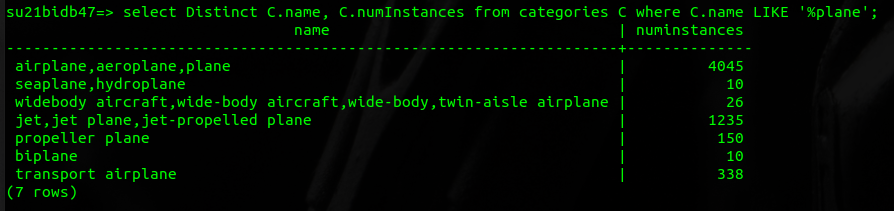 su21bidb47=> select Distinct C.name, C.numInstances from categories C where C.name LIKE '%plane';
                                name                                | numinstances
--------------------------------------------------------------------+--------------
 airplane,aeroplane,plane                                           |         4045
 seaplane,hydroplane                                                |           10
 widebody aircraft,wide-body aircraft,wide-body,twin-aisle airplane |           26
 jet,jet plane,jet-propelled plane                                  |         1235
 propeller plane                                                    |          150
 biplane                                                            |           10
 transport airplane                                                 |          338
(7 rows)